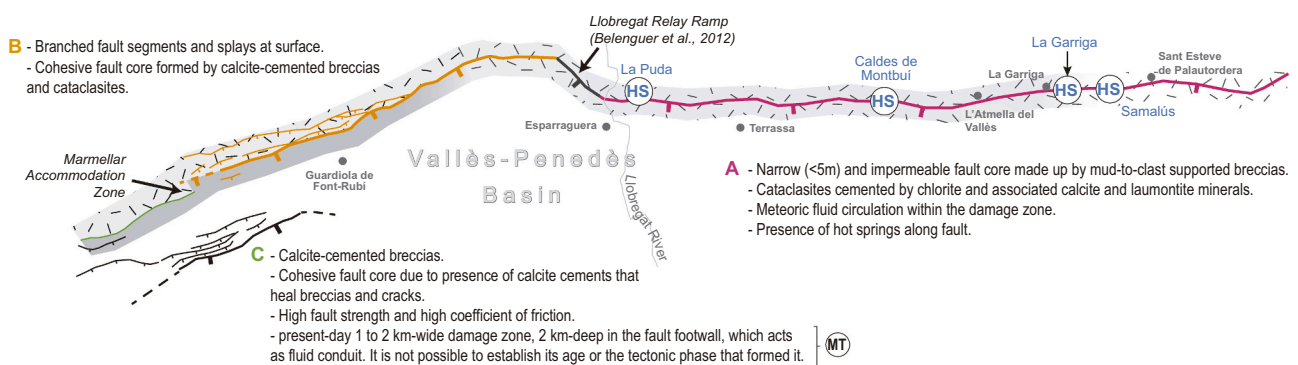 B - Branched fault segments and splays at surface.
- Cohesive fault core formed by calcite-cemented breccias
and cataclasites.
Llobregat Relay Ramp
(Belenguer et al., 2012)
La Puda
HS
Caldes de
Montbuí
HS
La Garriga
La Garriga
HS
HS
Samalús
Sant Esteve
de Palautordera
L'Atmella del
Vallès
Esparraguera
Terrassa
Marmellar
Accommodation
Zone
Guardiola de
Font-Rubí
Vallès-Penedès
Basin
Llobregat River
A - Narrow (<5m) and impermeable fault core made up by mud-to-clast supported breccias.
- Cataclasites cemented by chlorite and associated calcite and laumontite minerals.
- Meteoric fluid circulation within the damage zone.
- Presence of hot springs along fault.
C - Calcite-cemented breccias.
- Cohesive fault core due to presence of calcite cements that
heal breccias and cracks.
- High fault strength and high coefficient of friction.
- present-day 1 to 2 km-wide damage zone, 2 km-deep in the fault footwall, which acts
as fluid conduit. It is not possible to establish its age or the tectonic phase that formed it.
MT